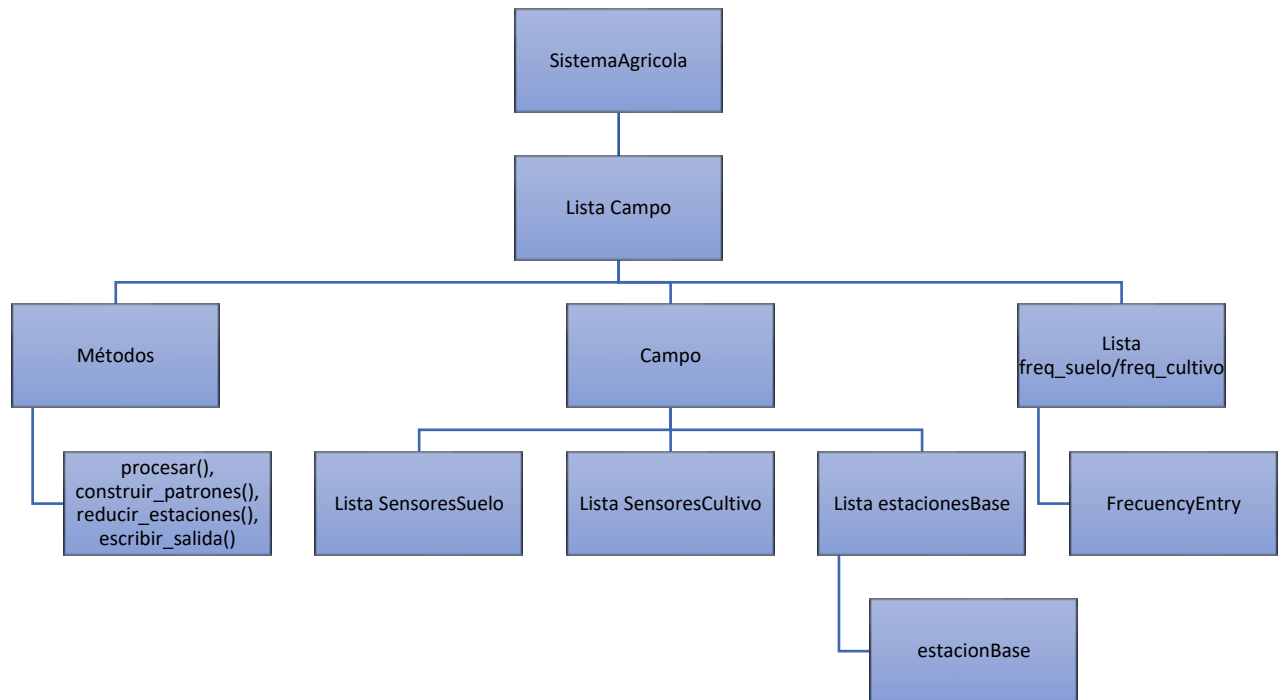 SistemaAgricola
Lista Campo
Métodos
Campo
Lista
freq_suelo/freq_cultivo
procesar(),
construir_patrones(),
reducir_estaciones(),
escribir_salida()
Lista SensoresSuelo
Lista SensoresCultivo
Lista estacionesBase
FrecuencyEntry
estacionBase